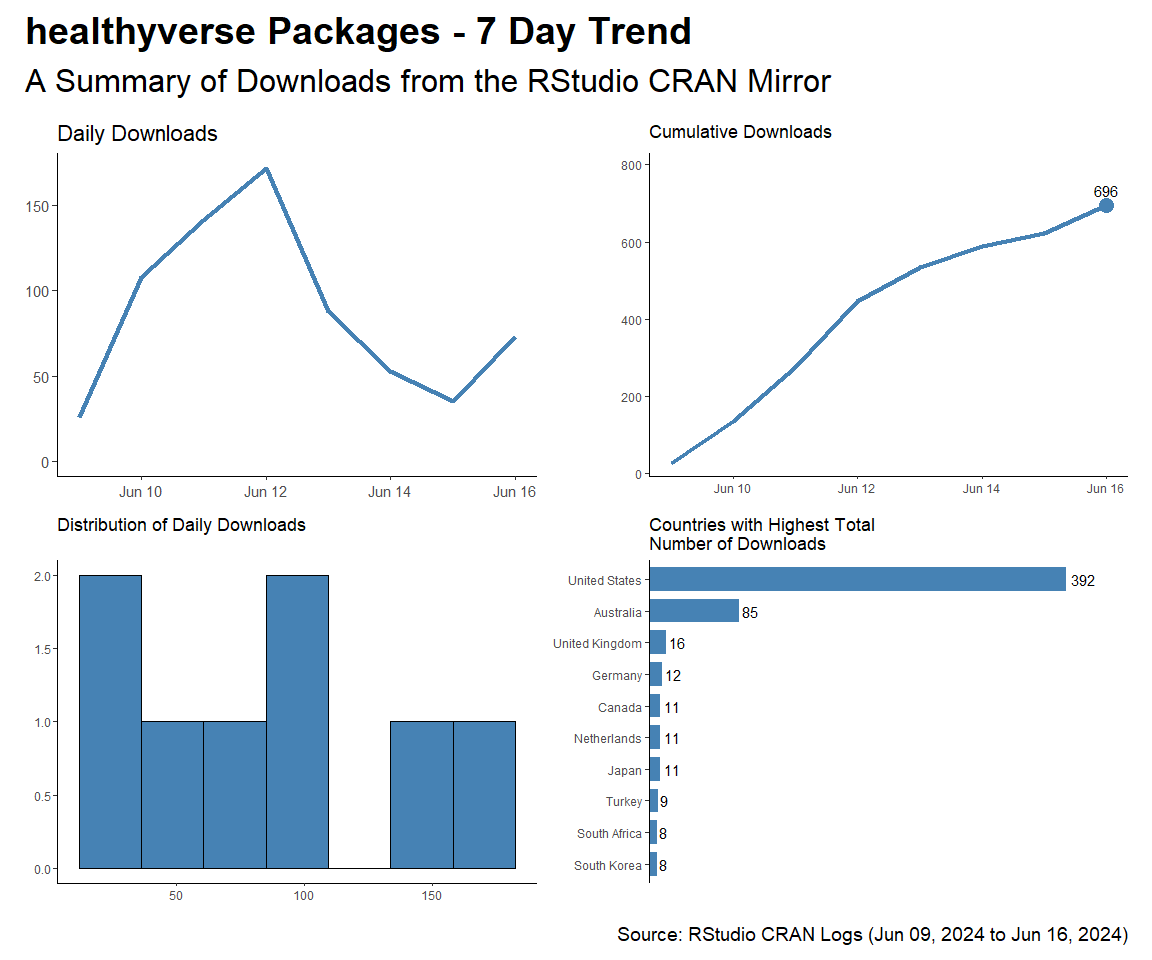 healthyverse Packages - 7 Day Trend
A Summary of Downloads from the RStudio CRAN Mirror
Daily Downloads
150
100
50
0
Jun 10 Jun 12 Jun 14 Jun 16
Cumulative Downloads
800
600
400
200
0
696
Jun 10 Jun 12 Jun 14 Jun 16
Distribution of Daily Downloads
2.0
1.5
1.0
0.5
0.0
50 100 150
Countries with Highest Total
Number of Downloads
United States 392
Australia 85
United Kingdom 16
Germany 12
Canada 11
Netherlands 11
Japan 11
Turkey 9
South Africa 8
South Korea 8
Source: RStudio CRAN Logs (Jun 09, 2024 to Jun 16, 2024)